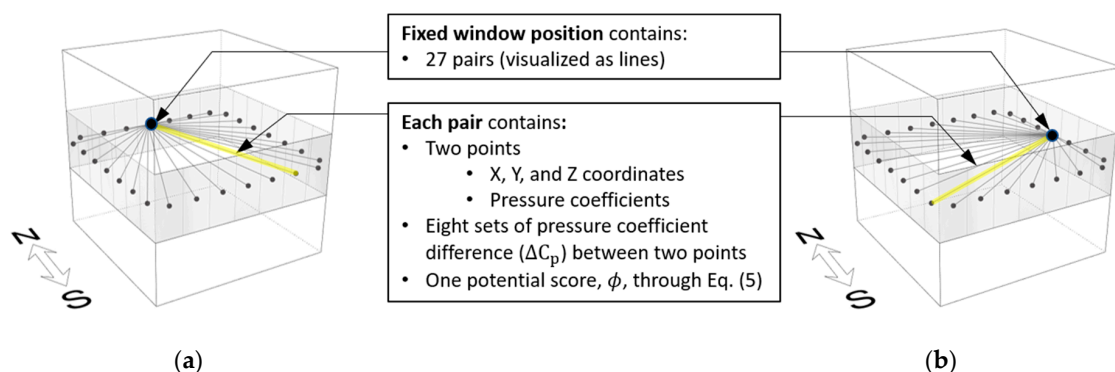 Fixed window position contains:
• 27 pairs (visualized as lines)
Each pair contains:
• Two points
• X, Y, and Z coordinates
• Pressure coefficients
• Eight sets of pressure coefficient
difference (ΔCp) between two points
• One potential score, ϕ, through Eq. (5)
N
S
N
S
(a)
(b)